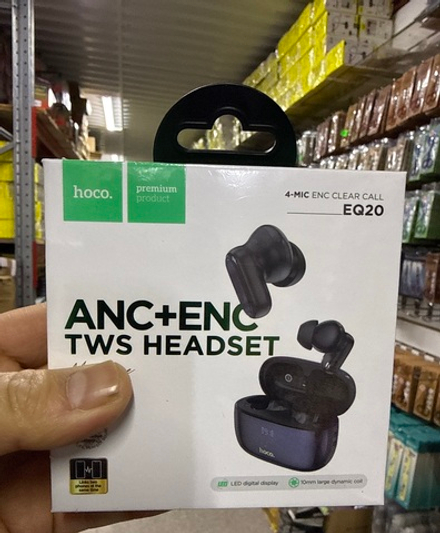 hoco.
premium
product
4-MIC ENC CLEAR CALL
EQ20
ANC+ENC
TWS HEADSET
hoco.
LED digital display
10mm large dynamic coil